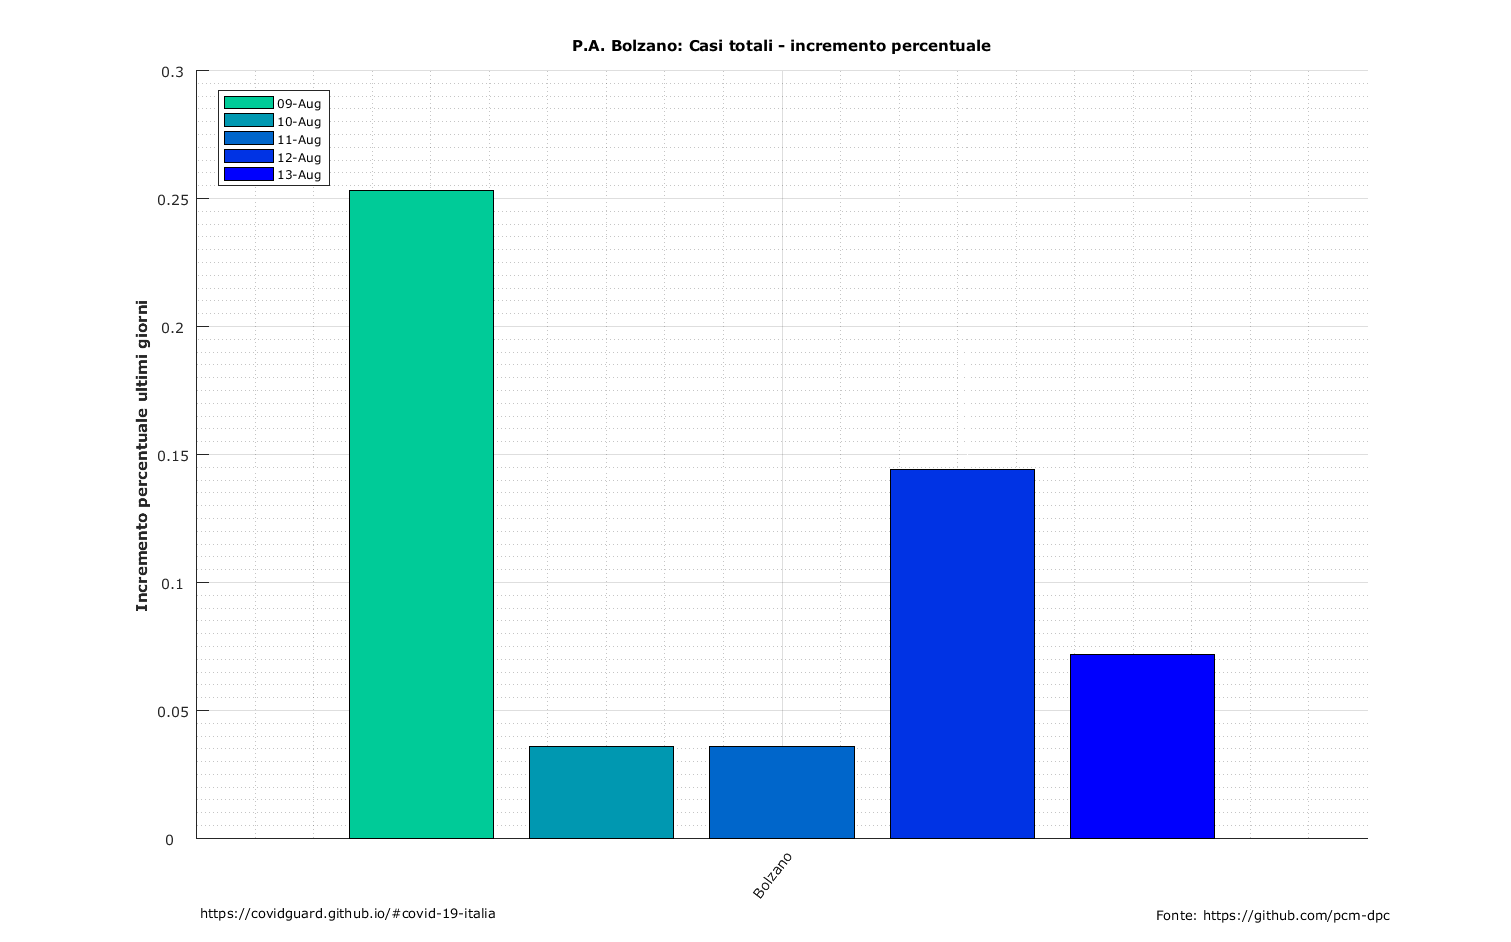 P.A. Bolzano: Casi totali - incremento percentuale
0.3
0.25
0.2
0.15
0.1
0.05
0
Incremento percentuale ultimi giorni
09-Aug
10-Aug
11-Aug
12-Aug
13-Aug
Bolzano
https://covidguard.github.io/#covid-19-italia
Fonte: https://github.com/pcm-dpc